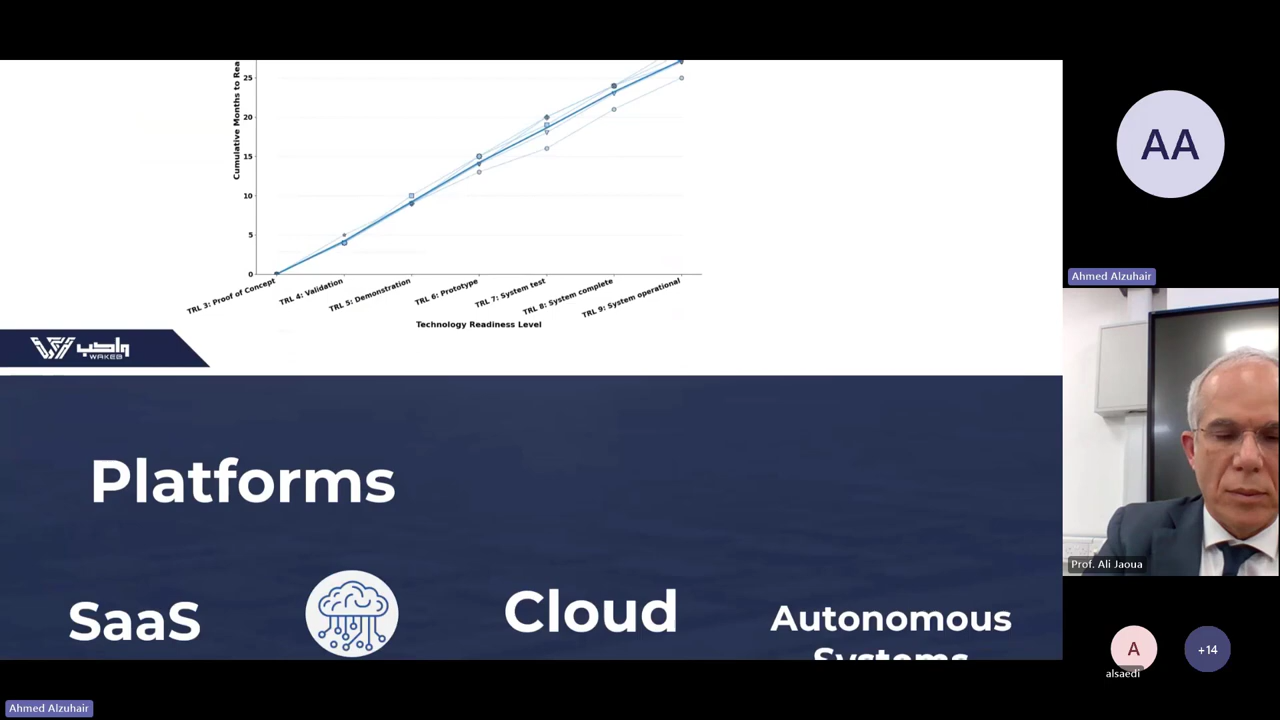 Cumulative Months to Rea
25
20
15
10
5
0
TRL 3: Proof of Concept
TRL 4: Validation
TRL 5: Demonstration
TRL 6: Prototype
TRL 7: System test
TRL 8: System complete
TRL 9: System operational
Technology Readiness Level
واكب
WAKEB
Platforms
SaaS
Cloud
Autonomous
Systems
AA
Ahmed Alzuhair
Prof. Ali Jaoua
A
+14
alsaedi
Ahmed Alzuhair